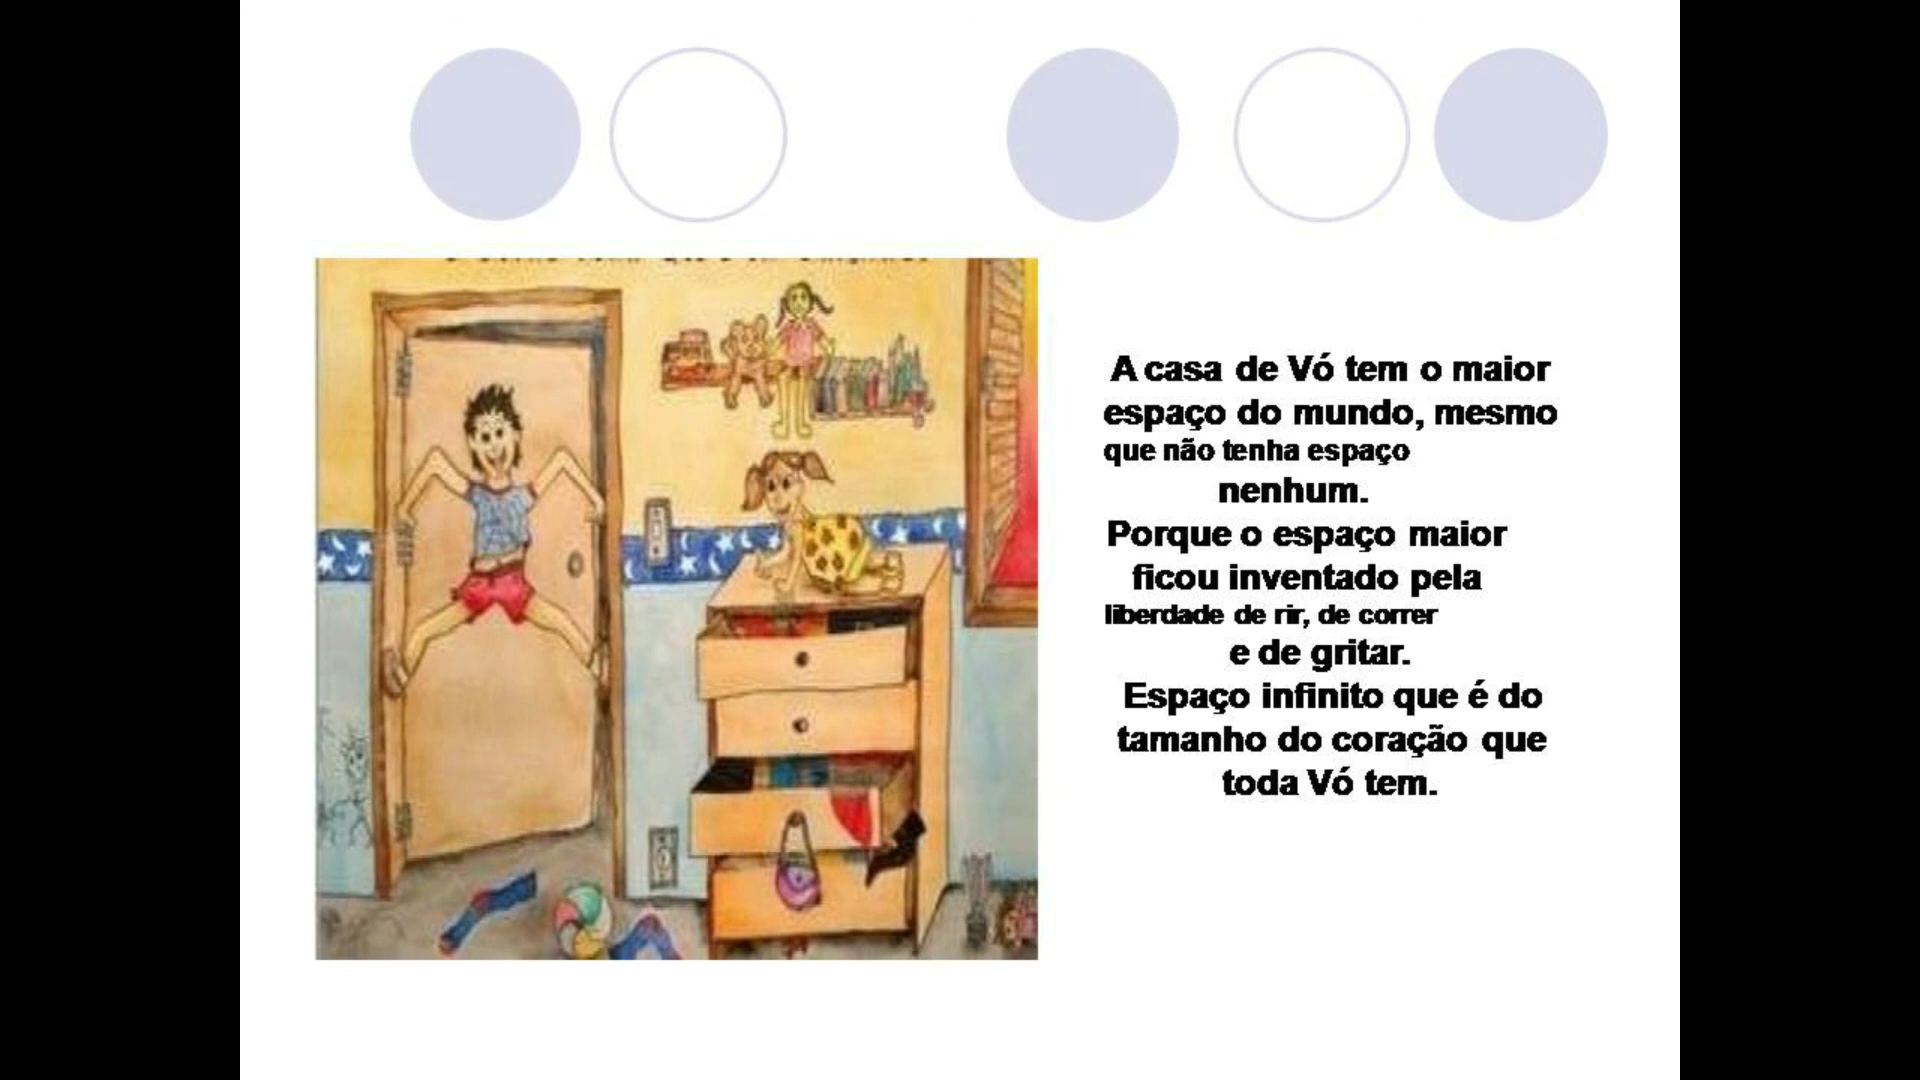 A casa de Vó tem o maior
espaço do mundo, mesmo
que não tenha espaço
nenhum.
Porque o espaço maior
ficou inventado pela
liberdade de rir, de correr
e de gritar.
Espaço infinito que é do
tamanho do coração que
toda Vó tem.